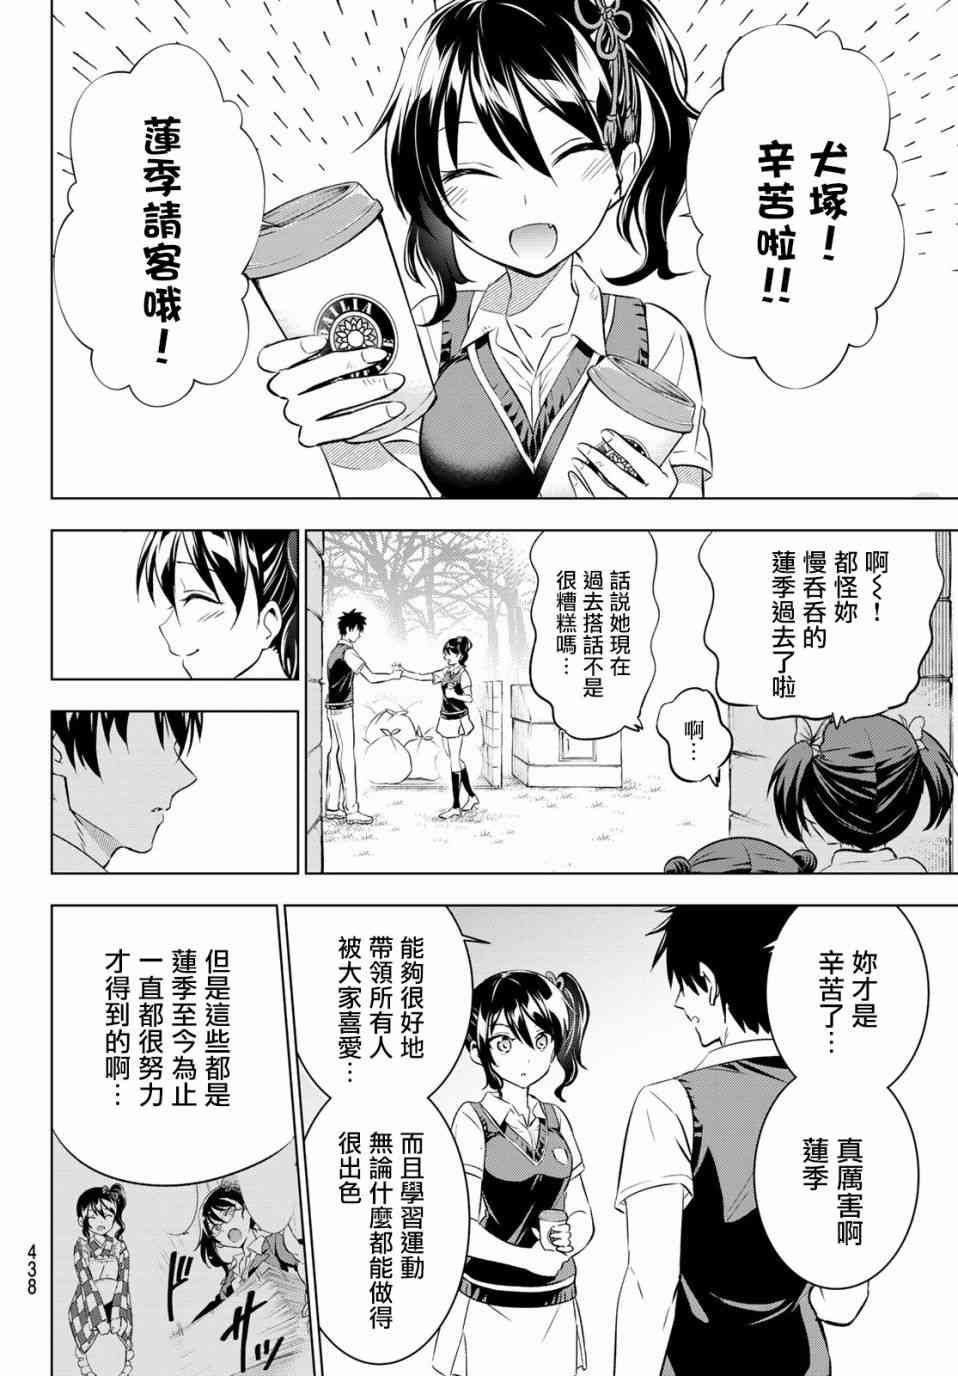 犬塚！
辛苦啦!!
蓮季請客哦！
DAILIA
啊～！
都怪妳
慢吞吞的
蓮季過去了啦
話說她現在
過去搭話不是
很糟糕嗎…
啊…
妳才是
辛苦了…
真厲害啊
蓮季
能夠很好地
帶領所有人
被大家喜愛…
而且學習運動
無論什麼都能做得
很出色
但是這些都是
蓮季至今為止
一直都很努力
才得到的啊…
438